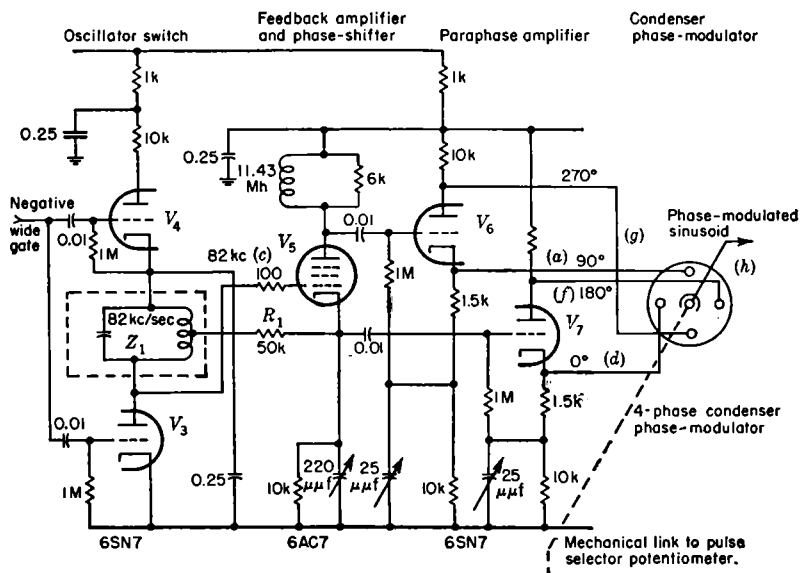 Feedback amplifier
and phase-shifter
Oscillator switch
Paraphase amplifier
Condenser
phase-modulator
1k
1k
0.25
10k
0.25
11.43
Mh
6k
10k
270°
Negative
wide
gate
0.01
V4
1M
V5
0.01
V6
(g)
Phase-modulated
sinusoid
(h)
82kc (c)
100
1M
(a) 90°
(f) 180°
1.5k
82kc/sec
Z1
R1
50k
0.01
V7
0° (d)
0.01
V3
1M
1.5k
4-phase condenser
phase-modulator
1M
0.25
10k
220
μμf
25
μμf
10k
25
μμf
10k
6SN7
6AC7
6SN7
Mechanical link to pulse
selector potentiometer.